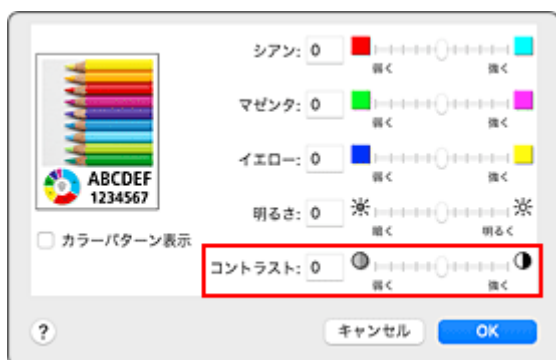 シアン: 0
弱く 強く
マゼンタ: 0
弱く 強く
イエロー: 0
弱く 強く
ABCDEF
1234567
明るさ: 0
暗く 明るく
カラーパターン表示
コントラスト: 0
弱く 強く
? キャンセル OK